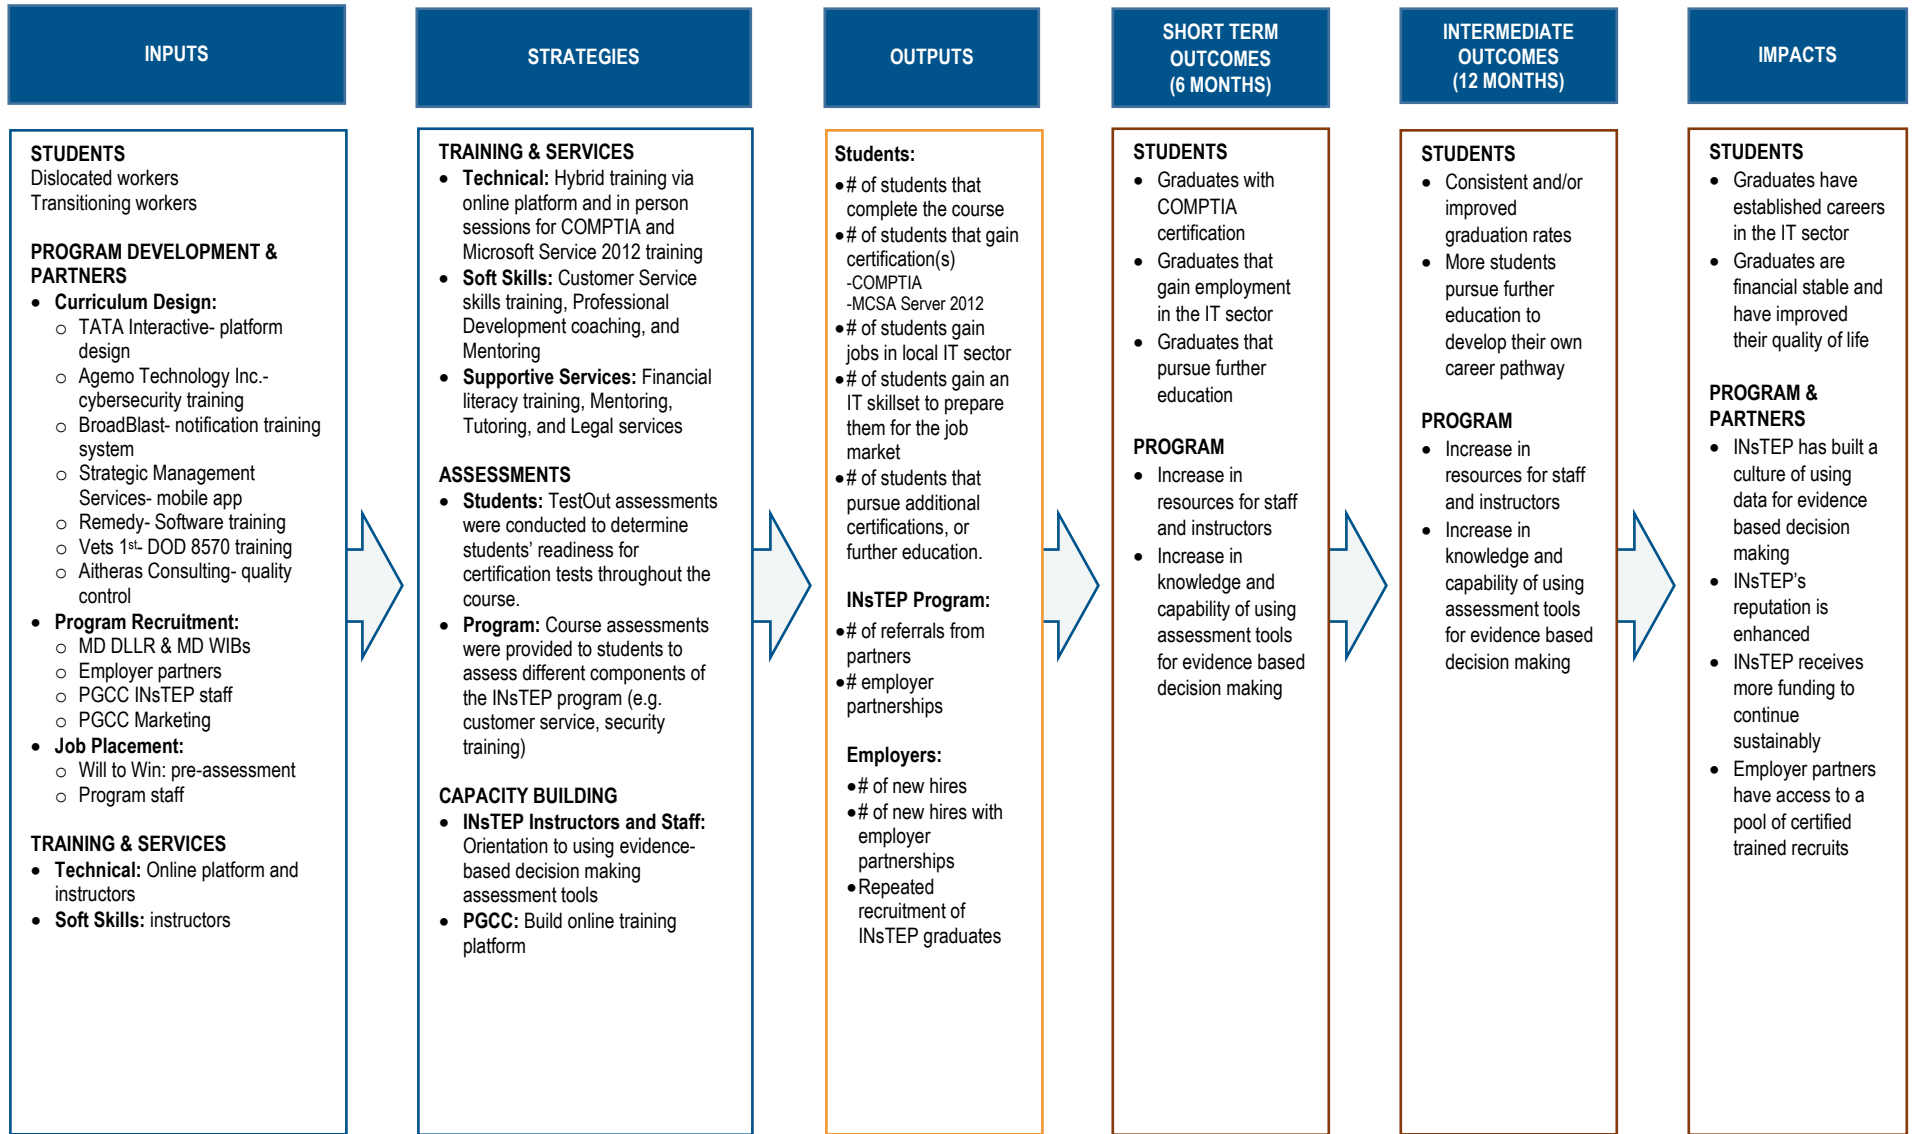 INPUTS
STUDENTS
Dislocated workers
Transitioning workers
PROGRAM DEVELOPMENT &
PARTNERS
• Curriculum Design:
o TATA Interactive- platform
design
o Agemo Technology Inc.-
cybersecurity training
o BroadBlast- notification training
system
o Strategic Management
Services- mobile app
o Remedy- Software training
o Vets 1st- DOD 8570 training
o Aitheras Consulting- quality
control
• Program Recruitment:
o MD DLLR & MD WIBs
o Employer partners
o PGCC INsTEP staff
o PGCC Marketing
• Job Placement:
o Will to Win: pre-assessment
o Program staff
TRAINING & SERVICES
• Technical: Online platform and
instructors
• Soft Skills: instructors
STRATEGIES
TRAINING & SERVICES
• Technical: Hybrid training via
online platform and in person
sessions for COMPTIA and
Microsoft Service 2012 training
• Soft Skills: Customer Service
skills training, Professional
Development coaching, and
Mentoring
• Supportive Services: Financial
literacy training, Mentoring,
Tutoring, and Legal services
ASSESSMENTS
• Students: TestOut assessments
were conducted to determine
students' readiness for
certification tests throughout the
course.
• Program: Course assessments
were provided to students to
assess different components of
the INsTEP program (e.g.
customer service, security
training)
CAPACITY BUILDING
• INsTEP Instructors and Staff:
Orientation to using evidence-
based decision making
assessment tools
• PGCC: Build online training
platform
OUTPUTS
Students:
• # of students that
complete the course
• # of students that gain
certification(s)
-COMPTIA
-MCSA Server 2012
• # of students gain
jobs in local IT sector
• # of students gain an
IT skillset to prepare
them for the job
market
• # of students that
pursue additional
certifications, or
further education.
INsTEP Program:
• # of referrals from
partners
• # employer
partnerships
Employers:
• # of new hires
• # of new hires with
employer
partnerships
• Repeated
recruitment of
INsTEP graduates
SHORT TERM
OUTCOMES
(6 MONTHS)
STUDENTS
• Graduates with
COMPTIA
certification
• Graduates that
gain employment
in the IT sector
• Graduates that
pursue further
education
PROGRAM
• Increase in
resources for staff
and instructors
• Increase in
knowledge and
capability of using
assessment tools
for evidence based
decision making
INTERMEDIATE
OUTCOMES
(12 MONTHS)
STUDENTS
• Consistent and/or
improved
graduation rates
• More students
pursue further
education to
develop their own
career pathway
PROGRAM
• Increase in
resources for staff
and instructors
• Increase in
knowledge and
capability of using
assessment tools
for evidence based
decision making
IMPACTS
STUDENTS
• Graduates have
established careers
in the IT sector
• Graduates are
financial stable and
have improved
their quality of life
PROGRAM &
PARTNERS
• INsTEP has built a
culture of using
data for evidence
based decision
making
• INsTEP's
reputation is
enhanced
• INsTEP receives
more funding to
continue
sustainably
• Employer partners
have access to a
pool of certified
trained recruits